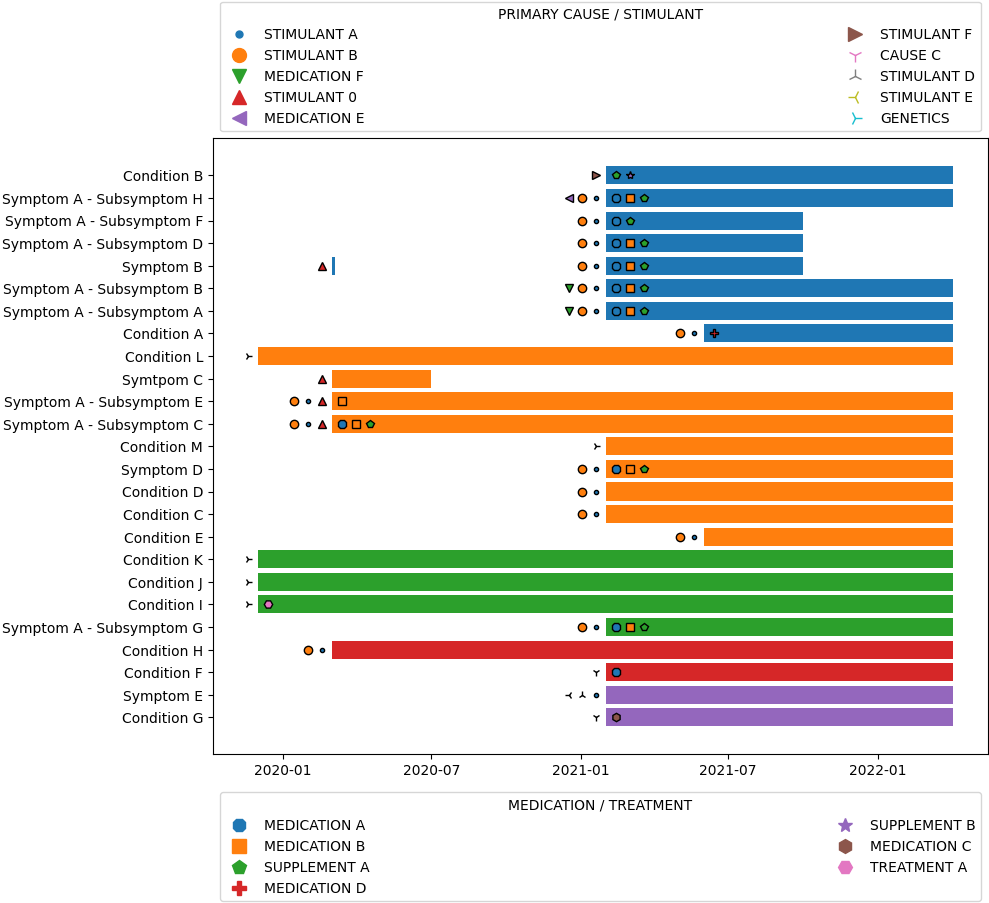 PRIMARY CAUSE / STIMULANT
STIMULANT A
STIMULANT B
MEDICATION F
STIMULANT 0
MEDICATION E
STIMULANT F
CAUSE C
STIMULANT D
STIMULANT E
GENETICS
Condition B
Symptom A - Subsymptom H
Symptom A - Subsymptom F
Symptom A - Subsymptom D
Symptom B
Symptom A - Subsymptom B
Symptom A - Subsymptom A
Condition A
Condition L
Symtpom C
Symptom A - Subsymptom E
Symptom A - Subsymptom C
Condition M
Symptom D
Condition D
Condition C
Condition E
Condition K
Condition J
Condition I
Symptom A - Subsymptom G
Condition H
Condition F
Symptom E
Condition G
2020-01 2020-07 2021-01 2021-07 2022-01
MEDICATION / TREATMENT
MEDICATION A
MEDICATION B
SUPPLEMENT A
MEDICATION D
SUPPLEMENT B
MEDICATION C
TREATMENT A